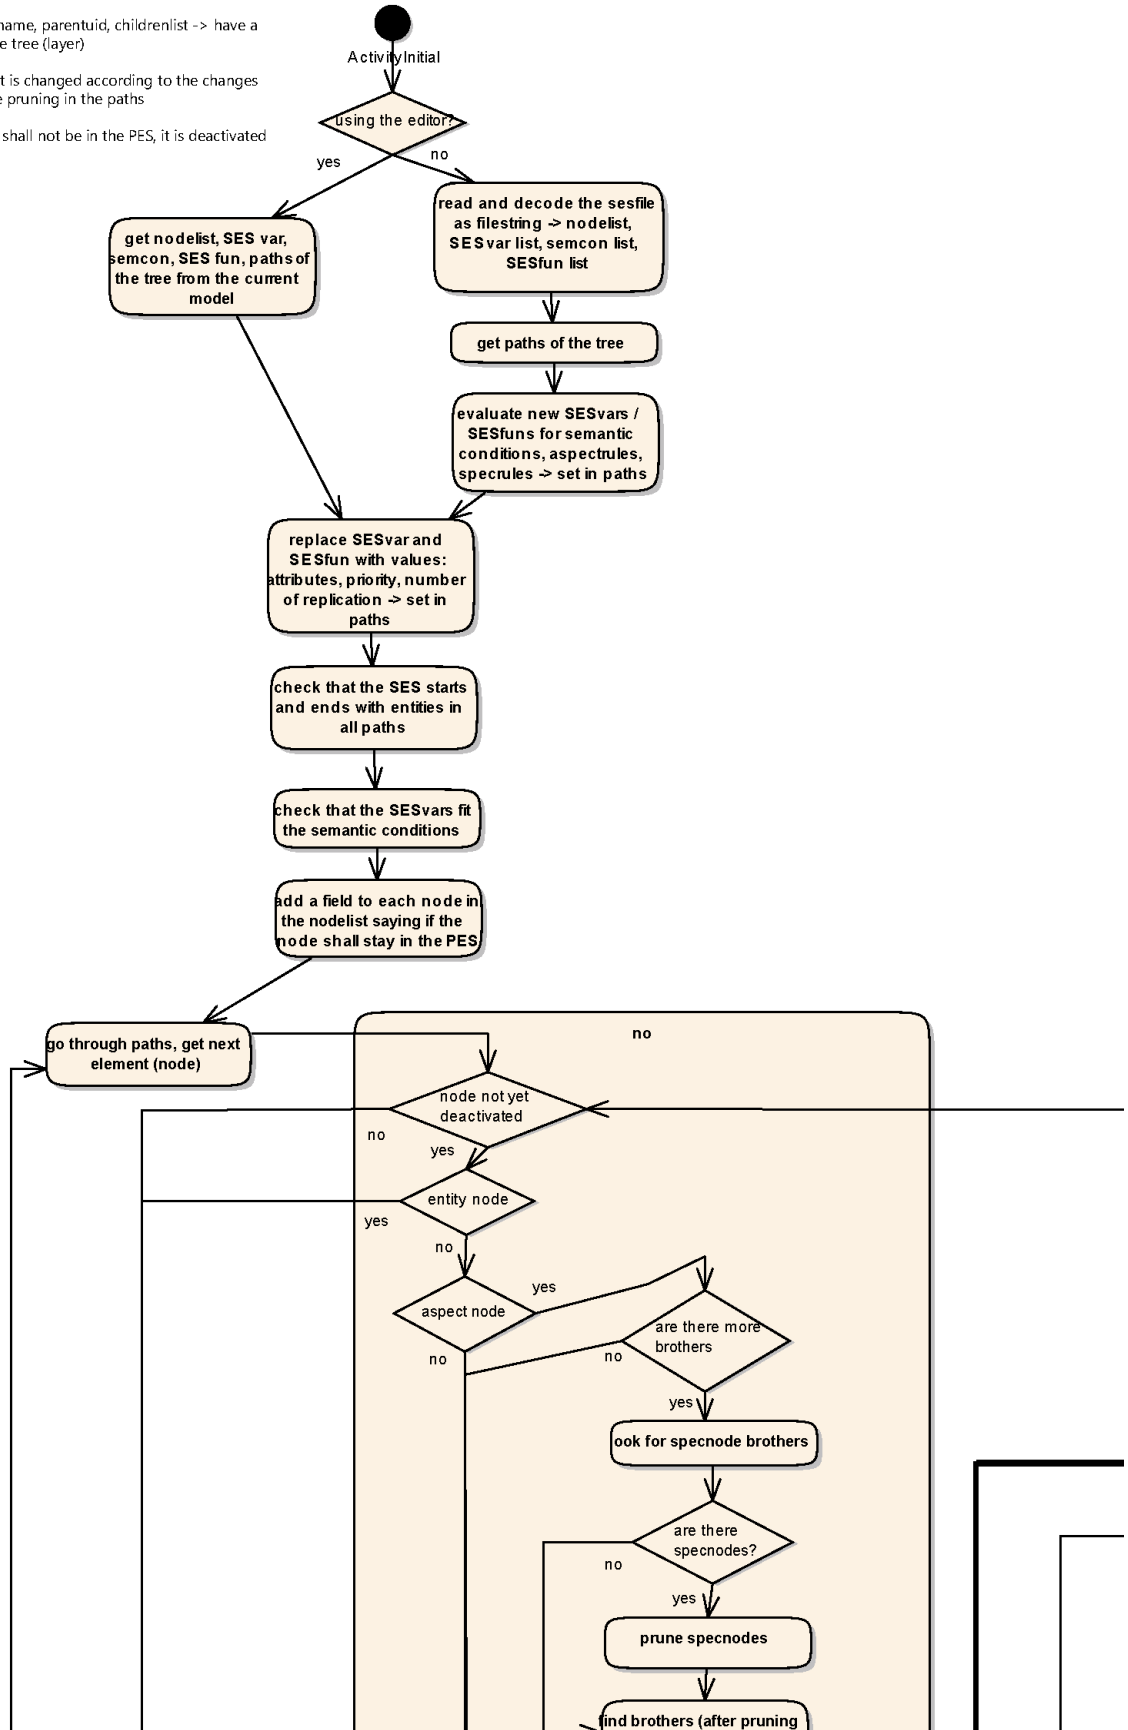 name, parentuid, childrenlist -> have a
e tree (layer)
t is changed according to the changes
e pruning in the paths
shall not be in the PES, it is deactivated
ActivityInitial
using the editor?
yes
no
get nodelist, SES var,
semcon, SES fun, paths of
the tree from the current
model
read and decode the sesfile
as filestring -> nodelist,
SESvar list, semcon list,
SESfun list
get paths of the tree
evaluate new SESvars /
SESfuns for semantic
conditions, aspectrules,
specrules -> set in paths
replace SESvar and
SESfun with values:
attributes, priority, number
of replication -> set in
paths
check that the SES starts
and ends with entities in
all paths
check that the SESvars fit
the semantic conditions
add a field to each node in
the nodelist saying if the
node shall stay in the PES
go through paths, get next
element (node)
no
node not yet
deactivated
no
yes
entity node
yes
no
aspect node
yes
no
are there more
brothers
no
yes
ook for specnode brothers
are there
specnodes?
no
yes
prune specnodes
find brothers (after pruning